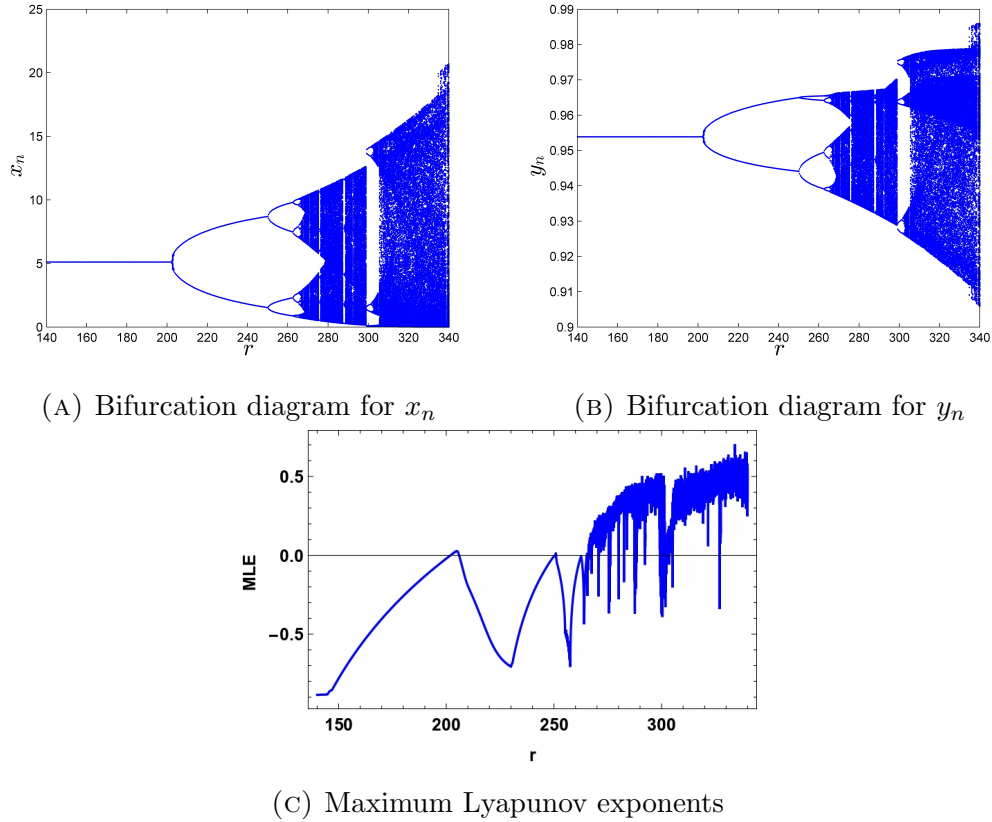 25
20
15
10
5
0
x_n
140 160 180 200 220 240 260 280 300 320 340
r
0.99
0.98
0.97
0.96
0.95
0.94
0.93
0.92
0.91
0.9
y_n
140 160 180 200 220 240 260 280 300 320 340
r
(A) Bifurcation diagram for x_n
(B) Bifurcation diagram for y_n
0.5
0.0
−0.5
MLE
150 200 250 300
r
(C) Maximum Lyapunov exponents